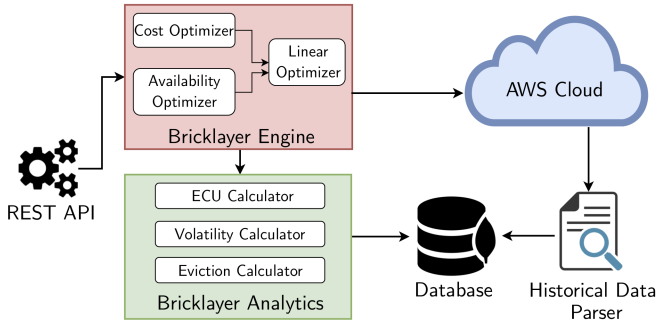 Cost Optimizer
Linear
Optimizer
Availability
Optimizer
Bricklayer Engine
AWS Cloud
REST API
ECU Calculator
Volatility Calculator
Eviction Calculator
Bricklayer Analytics
Database
Historical Data
Parser